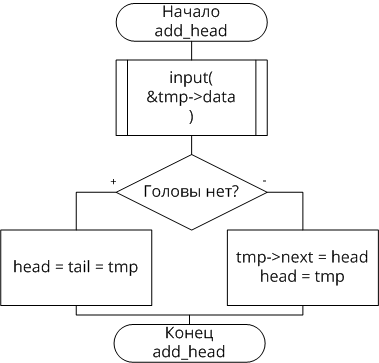 Начало
add_head
input(
&tmp->data
)
Головы нет?
+
-
head = tail = tmp
tmp->next = head
head = tmp
Конец
add_head